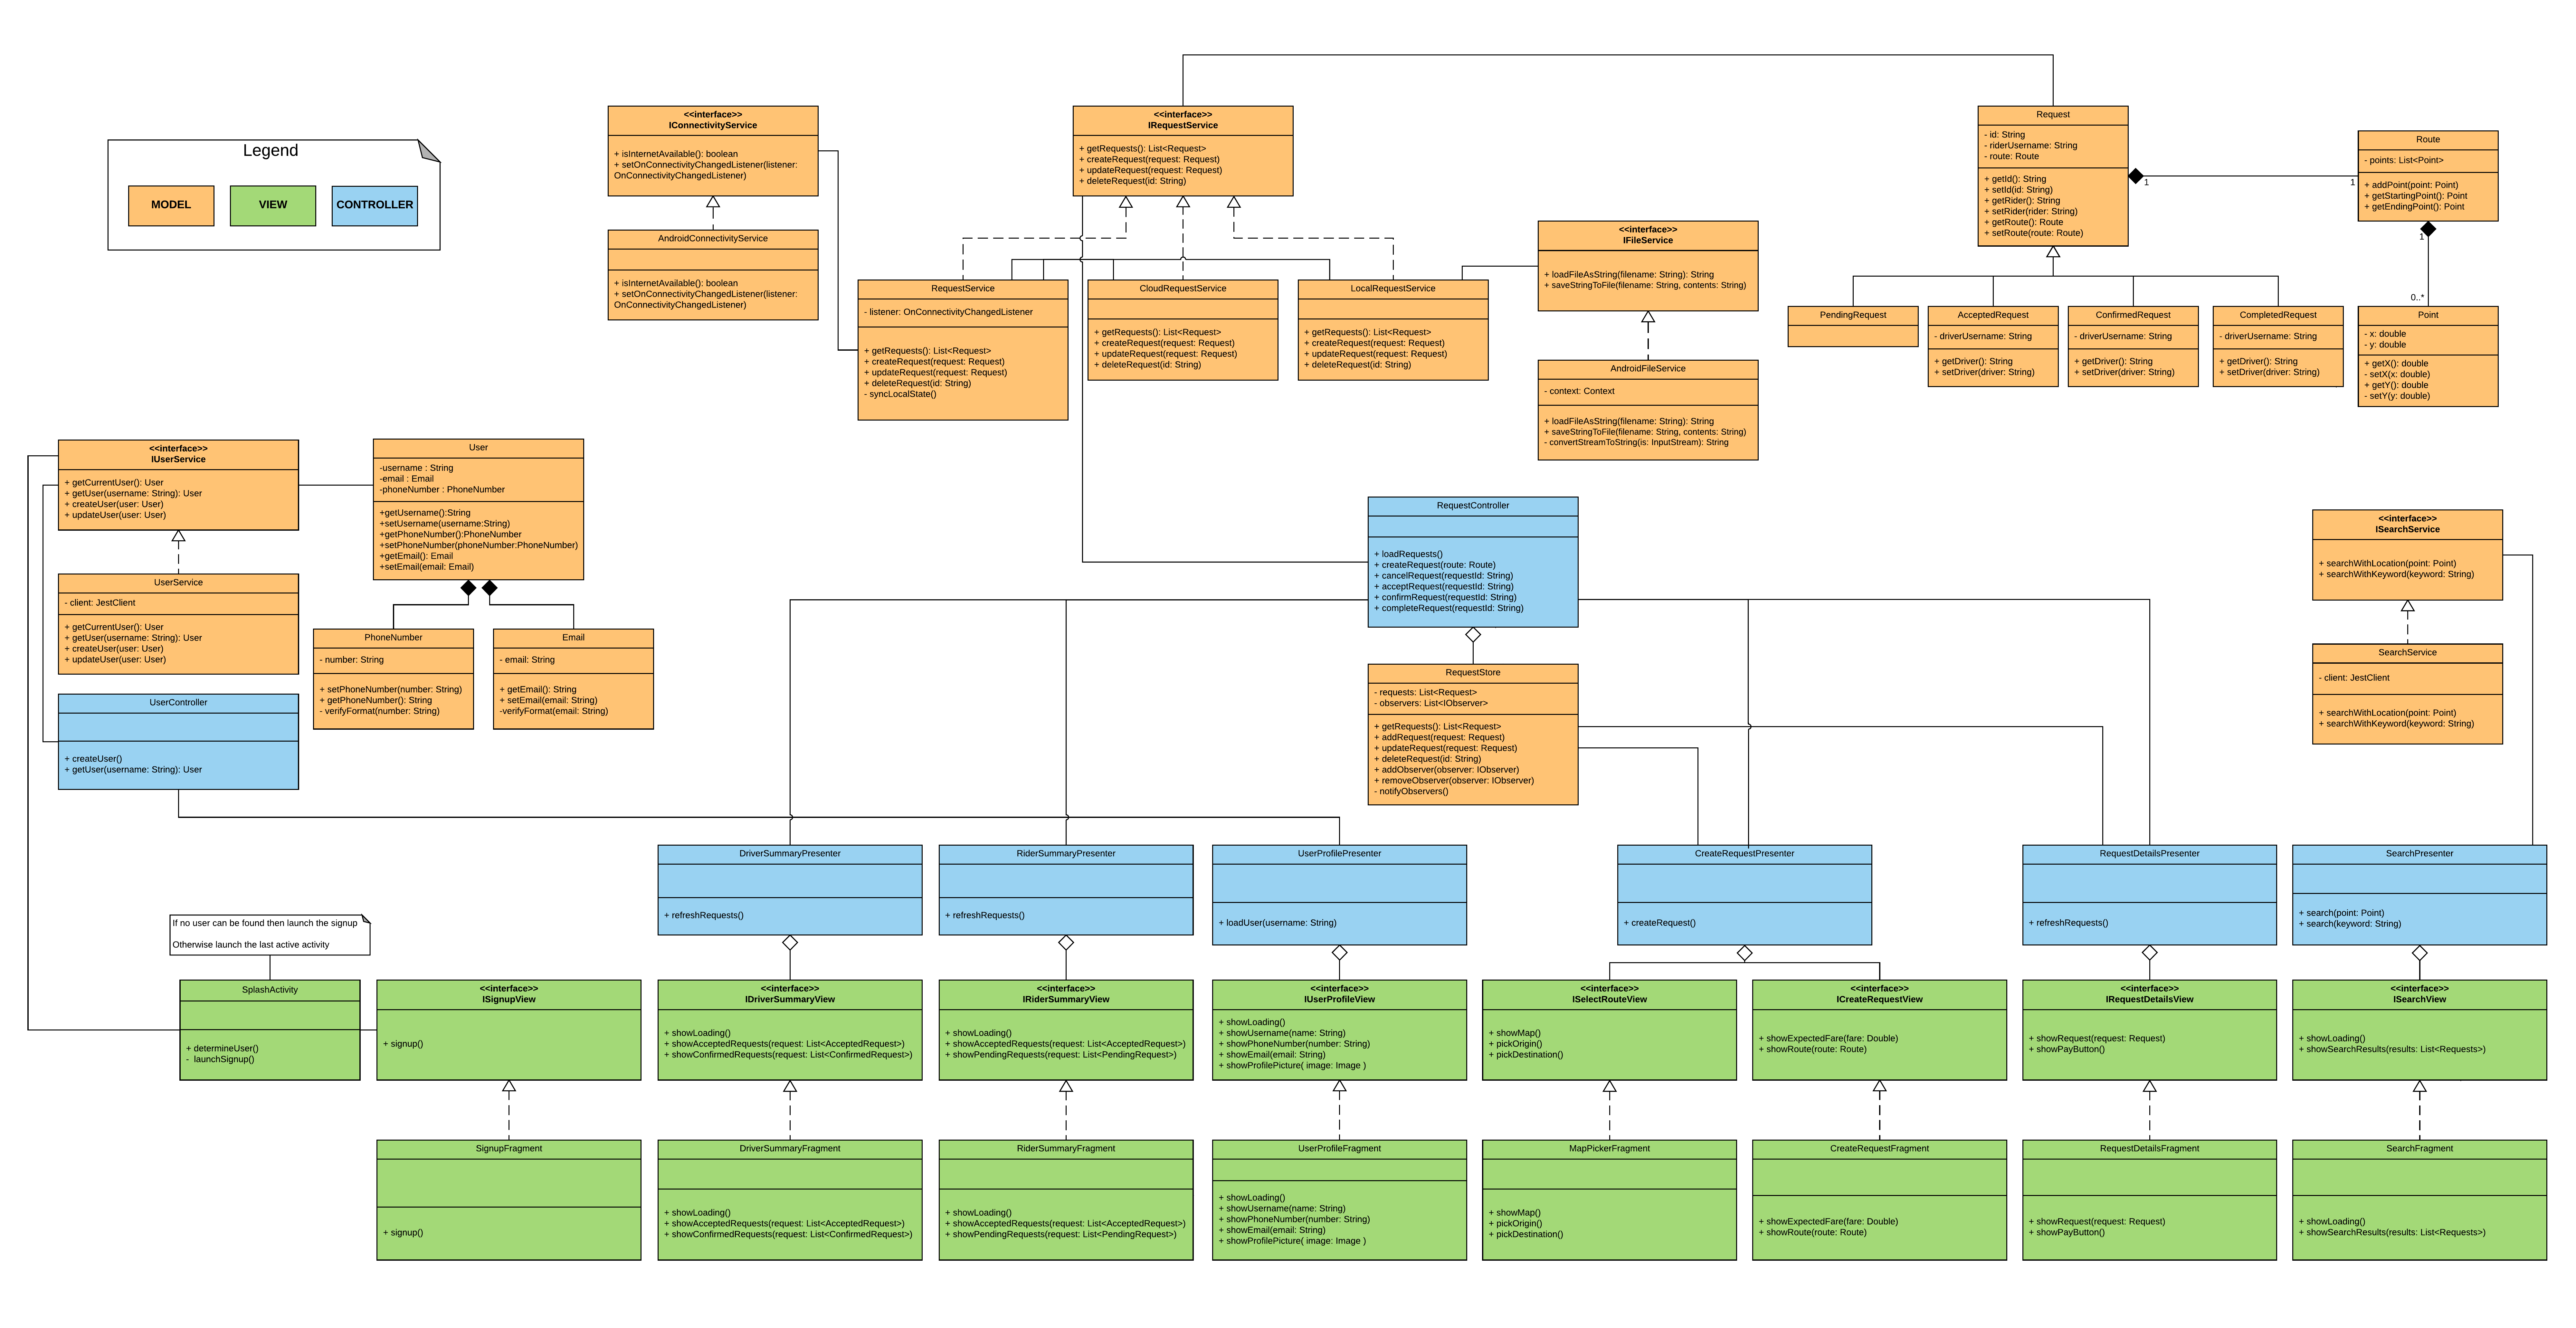 Legend
MODEL
VIEW
CONTROLLER
<<interface>>
IConnectivityService
+ isInternetAvailable(): boolean
+ setOnConnectivityChangedListener(listener:
OnConnectivityChangedListener)
AndroidConnectivityService
+ isInternetAvailable(): boolean
+ setOnConnectivityChangedListener(listener:
OnConnectivityChangedListener)
<<interface>>
IRequestService
+ getRequests(): List<Request>
+ createRequest(request: Request)
+ updateRequest(request: Request)
+ deleteRequest(id: String)
RequestService
- listener: OnConnectivityChangedListener
+ getRequests(): List<Request>
+ createRequest(request: Request)
+ updateRequest(request: Request)
+ deleteRequest(id: String)
- syncLocalState()
CloudRequestService
+ getRequests(): List<Request>
+ createRequest(request: Request)
+ updateRequest(request: Request)
+ deleteRequest(id: String)
LocalRequestService
+ getRequests(): List<Request>
+ createRequest(request: Request)
+ updateRequest(request: Request)
+ deleteRequest(id: String)
<<interface>>
IFileService
+ loadFileAsString(filename: String): String
+ saveStringToFile(filename: String, contents: String)
AndroidFileService
- context: Context
+ loadFileAsString(filename: String): String
+ saveStringToFile(filename: String, contents: String)
- convertStreamToString(is: InputStream): String
Request
- id: String
- riderUsername: String
- route: Route
+ getId(): String
+ setId(id: String)
+ getRider(): String
+ setRider(rider: String)
+ getRoute(): Route
+ setRoute(route: Route)
1
1
Route
- points: List<Point>
+ addPoint(point: Point)
+ getStartingPoint(): Point
+ getEndingPoint(): Point
1
0..*
PendingRequest
AcceptedRequest
- driverUsername: String
+ getDriver(): String
+ setDriver(driver: String)
ConfirmedRequest
- driverUsername: String
+ getDriver(): String
+ setDriver(driver: String)
CompletedRequest
- driverUsername: String
+ getDriver(): String
+ setDriver(driver: String)
Point
- x: double
- y: double
+ getX(): double
- setX(x: double)
+ getY(): double
- setY(y: double)
<<interface>>
IUserService
+ getCurrentUser(): User
+ getUser(username: String): User
+ createUser(user: User)
+ updateUser(user: User)
User
-username : String
-email : Email
-phoneNumber : PhoneNumber
+getUsername():String
+setUsername(username:String)
+getPhoneNumber():PhoneNumber
+setPhoneNumber(phoneNumber:PhoneNumber)
+getEmail(): Email
+setEmail(email: Email)
UserService
- client: JestClient
+ getCurrentUser(): User
+ getUser(username: String): User
+ createUser(user: User)
+ updateUser(user: User)
PhoneNumber
- number: String
+ setPhoneNumber(number: String)
+ getPhoneNumber(): String
- verifyFormat(number: String)
Email
- email: String
+ getEmail(): String
+ setEmail(email: String)
-verifyFormat(email: String)
UserController
+ createUser()
+ getUser(username: String): User
RequestController
+ loadRequests()
+ createRequest(route: Route)
+ cancelRequest(requestId: String)
+ acceptRequest(requestId: String)
+ confirmRequest(requestId: String)
+ completeRequest(requestId: String)
RequestStore
- requests: List<Request>
- observers: List<IObserver>
+ getRequests(): List<Request>
+ addRequest(request: Request)
+ updateRequest(request: Request)
+ deleteRequest(id: String)
+ addObserver(observer: IObserver)
+ removeObserver(observer: IObserver)
- notifyObservers()
<<interface>>
ISearchService
+ searchWithLocation(point: Point)
+ searchWithKeyword(keyword: String)
SearchService
- client: JestClient
+ searchWithLocation(point: Point)
+ searchWithKeyword(keyword: String)
DriverSummaryPresenter
+ refreshRequests()
RiderSummaryPresenter
+ refreshRequests()
UserProfilePresenter
+ loadUser(username: String)
CreateRequestPresenter
+ createRequest()
RequestDetailsPresenter
+ refreshRequests()
SearchPresenter
+ search(point: Point)
+ search(keyword: String)
If no user can be found then launch the signup
Otherwise launch the last active activity
SplashActivity
+ determineUser()
- launchSignup()
<<interface>>
ISignupView
+ signup()
<<interface>>
IDriverSummaryView
+ showLoading()
+ showAcceptedRequests(request: List<AcceptedRequest>)
+ showConfirmedRequests(request: List<ConfirmedRequest>)
<<interface>>
IRiderSummaryView
+ showLoading()
+ showAcceptedRequests(request: List<AcceptedRequest>)
+ showPendingRequests(request: List<PendingRequest>)
<<interface>>
IUserProfileView
+ showLoading()
+ showUsername(name: String)
+ showPhoneNumber(number: String)
+ showEmail(email: String)
+ showProfilePicture( image: Image )
<<interface>>
ISelectRouteView
+ showMap()
+ pickOrigin()
+ pickDestination()
<<interface>>
ICreateRequestView
+ showExpectedFare(fare: Double)
+ showRoute(route: Route)
<<interface>>
IRequestDetailsView
+ showRequest(request: Request)
+ showPayButton()
<<interface>>
ISearchView
+ showLoading()
+ showSearchResults(results: List<Requests>)
SignupFragment
+ signup()
DriverSummaryFragment
+ showLoading()
+ showAcceptedRequests(request: List<AcceptedRequest>)
+ showConfirmedRequests(request: List<ConfirmedRequest>)
RiderSummaryFragment
+ showLoading()
+ showAcceptedRequests(request: List<AcceptedRequest>)
+ showPendingRequests(request: List<PendingRequest>)
UserProfileFragment
+ showLoading()
+ showUsername(name: String)
+ showPhoneNumber(number: String)
+ showEmail(email: String)
+ showProfilePicture( image: Image )
MapPickerFragment
+ showMap()
+ pickOrigin()
+ pickDestination()
CreateRequestFragment
+ showExpectedFare(fare: Double)
+ showRoute(route: Route)
RequestDetailsFragment
+ showRequest(request: Request)
+ showPayButton()
SearchFragment
+ showLoading()
+ showSearchResults(results: List<Requests>)